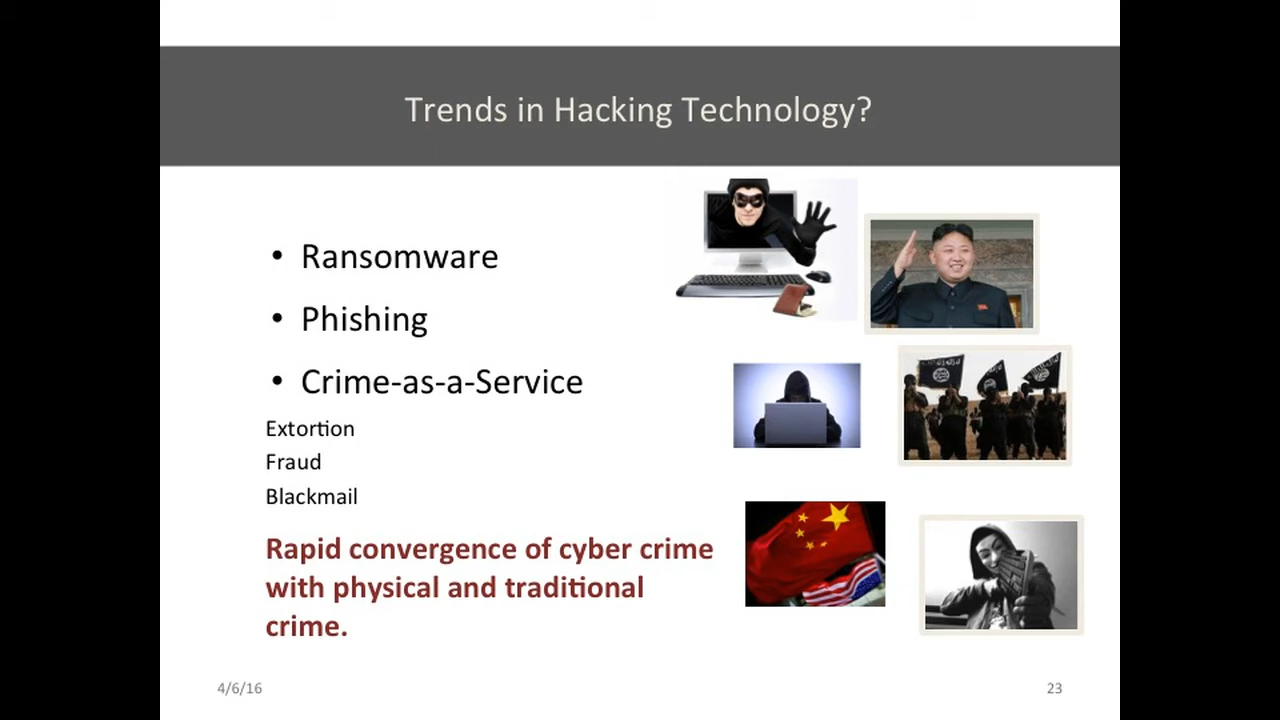 Trends in Hacking Technology?
• Ransomware
• Phishing
• Crime-as-a-Service
Extortion
Fraud
Blackmail
Rapid convergence of cyber crime
with physical and traditional
crime.
4/6/16
23